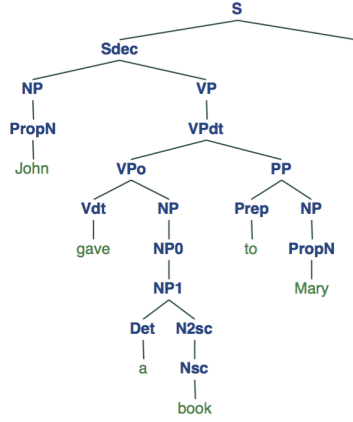 S
Sdec
NP VP
PropN VPdt
John VPo PP
Vdt NP Prep NP
gave NP0 to PropN
NP1 Mary
Det N2sc
a Nsc
book